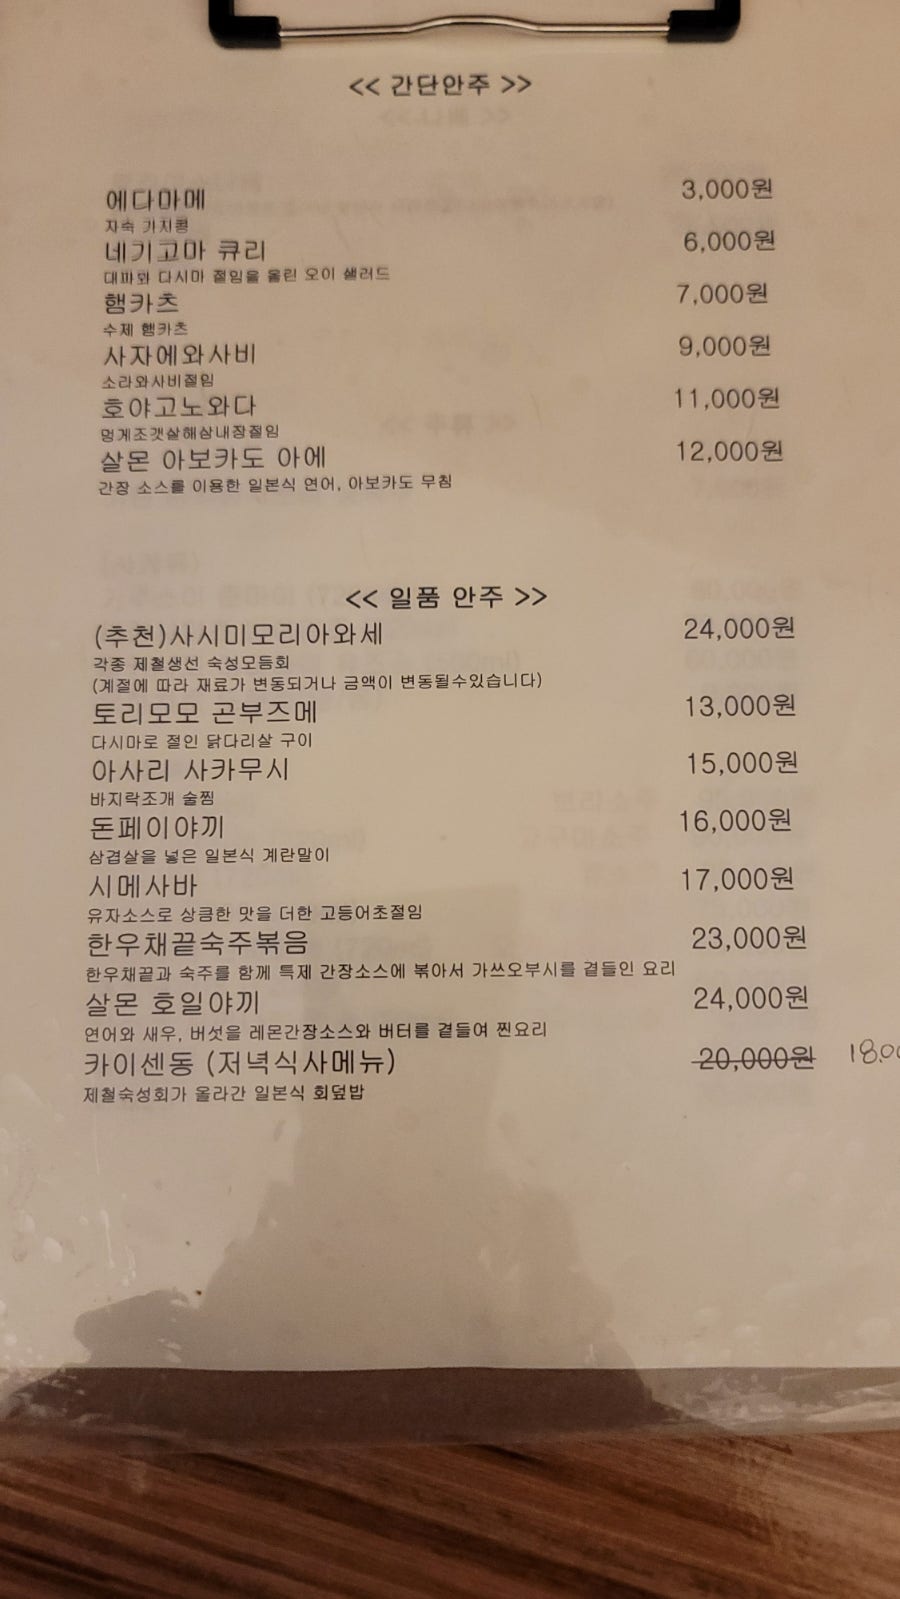 << 간단안주 >>
에다마메 3,000원
자숙 가지콩
네기고마 큐리 6,000원
대파와 다시마 절임을 올린 오이 샐러드
햄카츠 7,000원
수제 햄카츠
사자에와사비 9,000원
소라와사비절임
호야고노와다 11,000원
멍게조갯살해삼내장절임
살몬 아보카도 아에 12,000원
간장 소스를 이용한 일본식 연어, 아보카도 무침
<< 일품 안주 >>
(추천)사시미모리아와세 24,000원
각종 제철생선 숙성모듬회
(계절에 따라 재료가 변동되거나 금액이 변동될수있습니다)
토리모모 곤부즈메 13,000원
다시마로 절인 닭다리살 구이
아사리 사카무시 15,000원
바지락조개 술찜
돈페이야끼 16,000원
삼겹살을 넣은 일본식 계란말이
시메사바 17,000원
유자소스로 상큼한 맛을 더한 고등어초절임
한우채끝숙주볶음 23,000원
한우채끝과 숙주를 함께 특제 간장소스에 볶아서 가쓰오부시를 곁들인 요리
살몬 호일야끼 24,000원
연어와 새우, 버섯을 레몬간장소스와 버터를 곁들여 찐요리
카이센동 (저녁식사메뉴) 20,000원
제철숙성회가 올라간 일본식 회덮밥